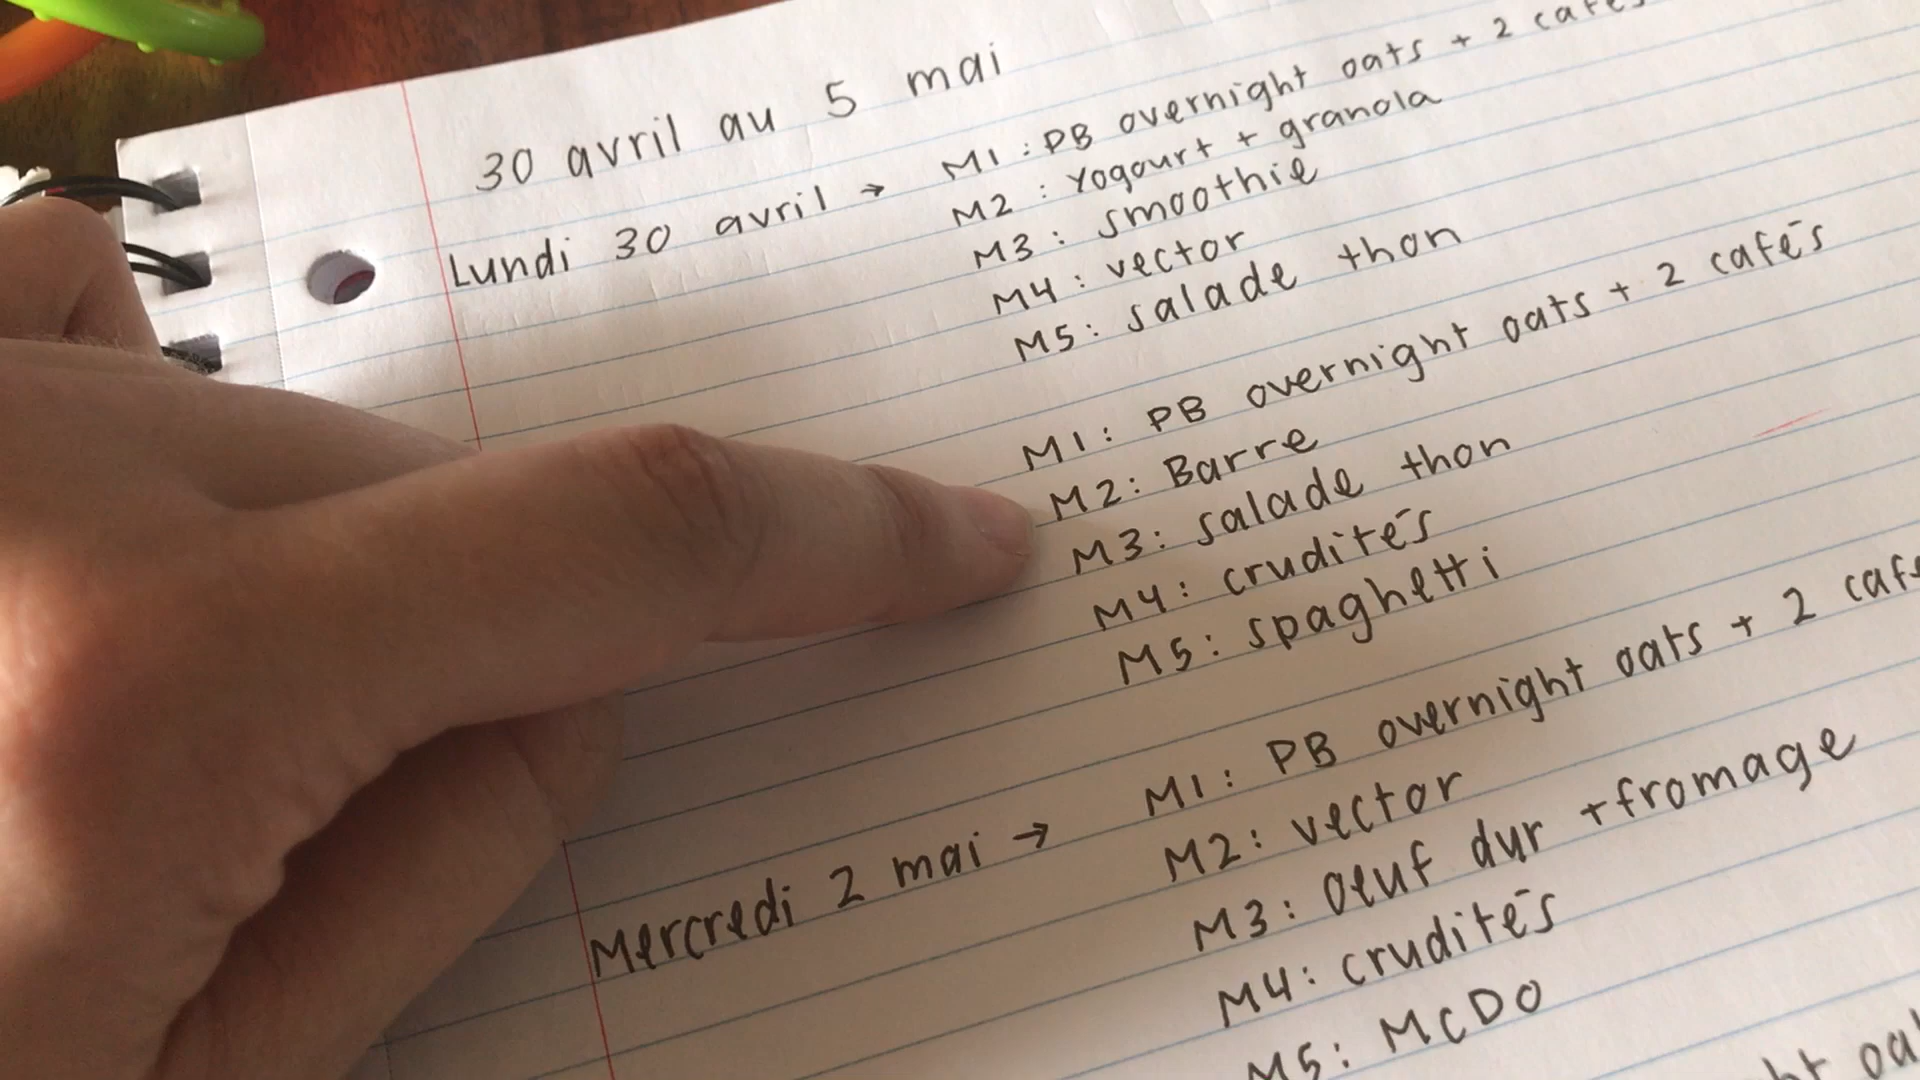 30 avril au 5 mai
Lundi 30 avril → M1: PB overnight oats + 2 cafés
M2: Yogourt + granola
M3: smoothie
M4: vector
M5: salade thon
M1: PB overnight oats + 2 cafés
M2: Barre
M3: salade thon
M4: crudités
M5: spaghetti
Mercredi 2 mai → M1: PB overnight oats + 2 caf
M2: vector
M3: oeuf dur + fromage
M4: crudités
M5: MCDO